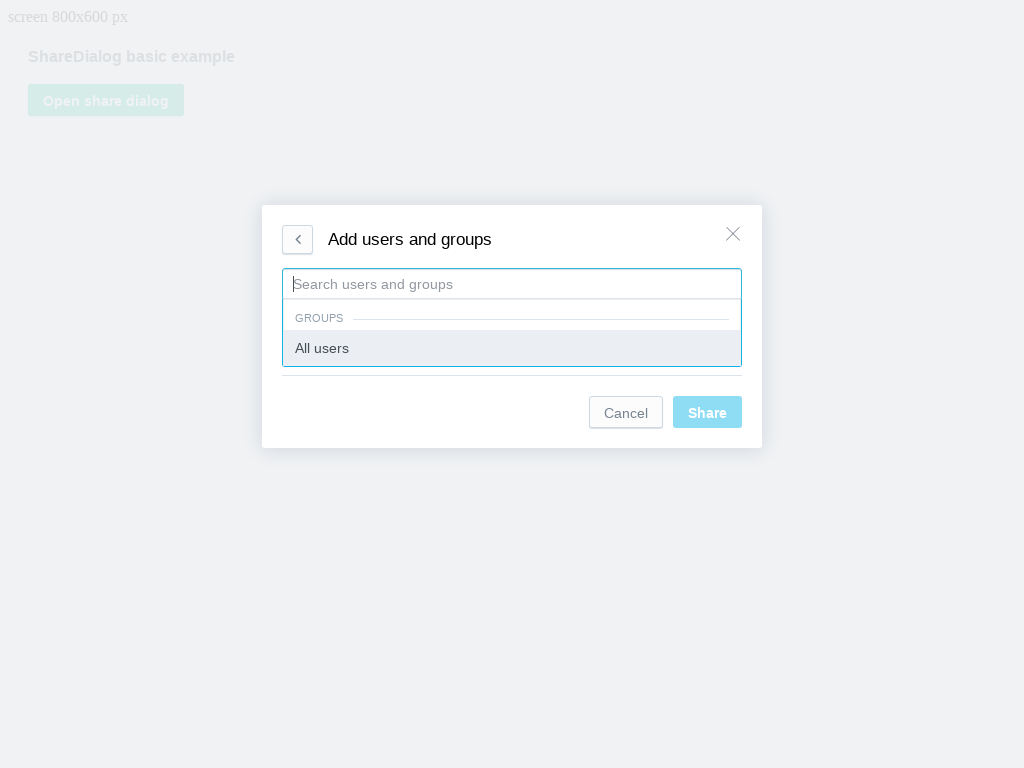 screen 800x600 px
ShareDialog basic example
Open share dialog
Add users and groups
Search users and groups
GROUPS
All users
Cancel
Share